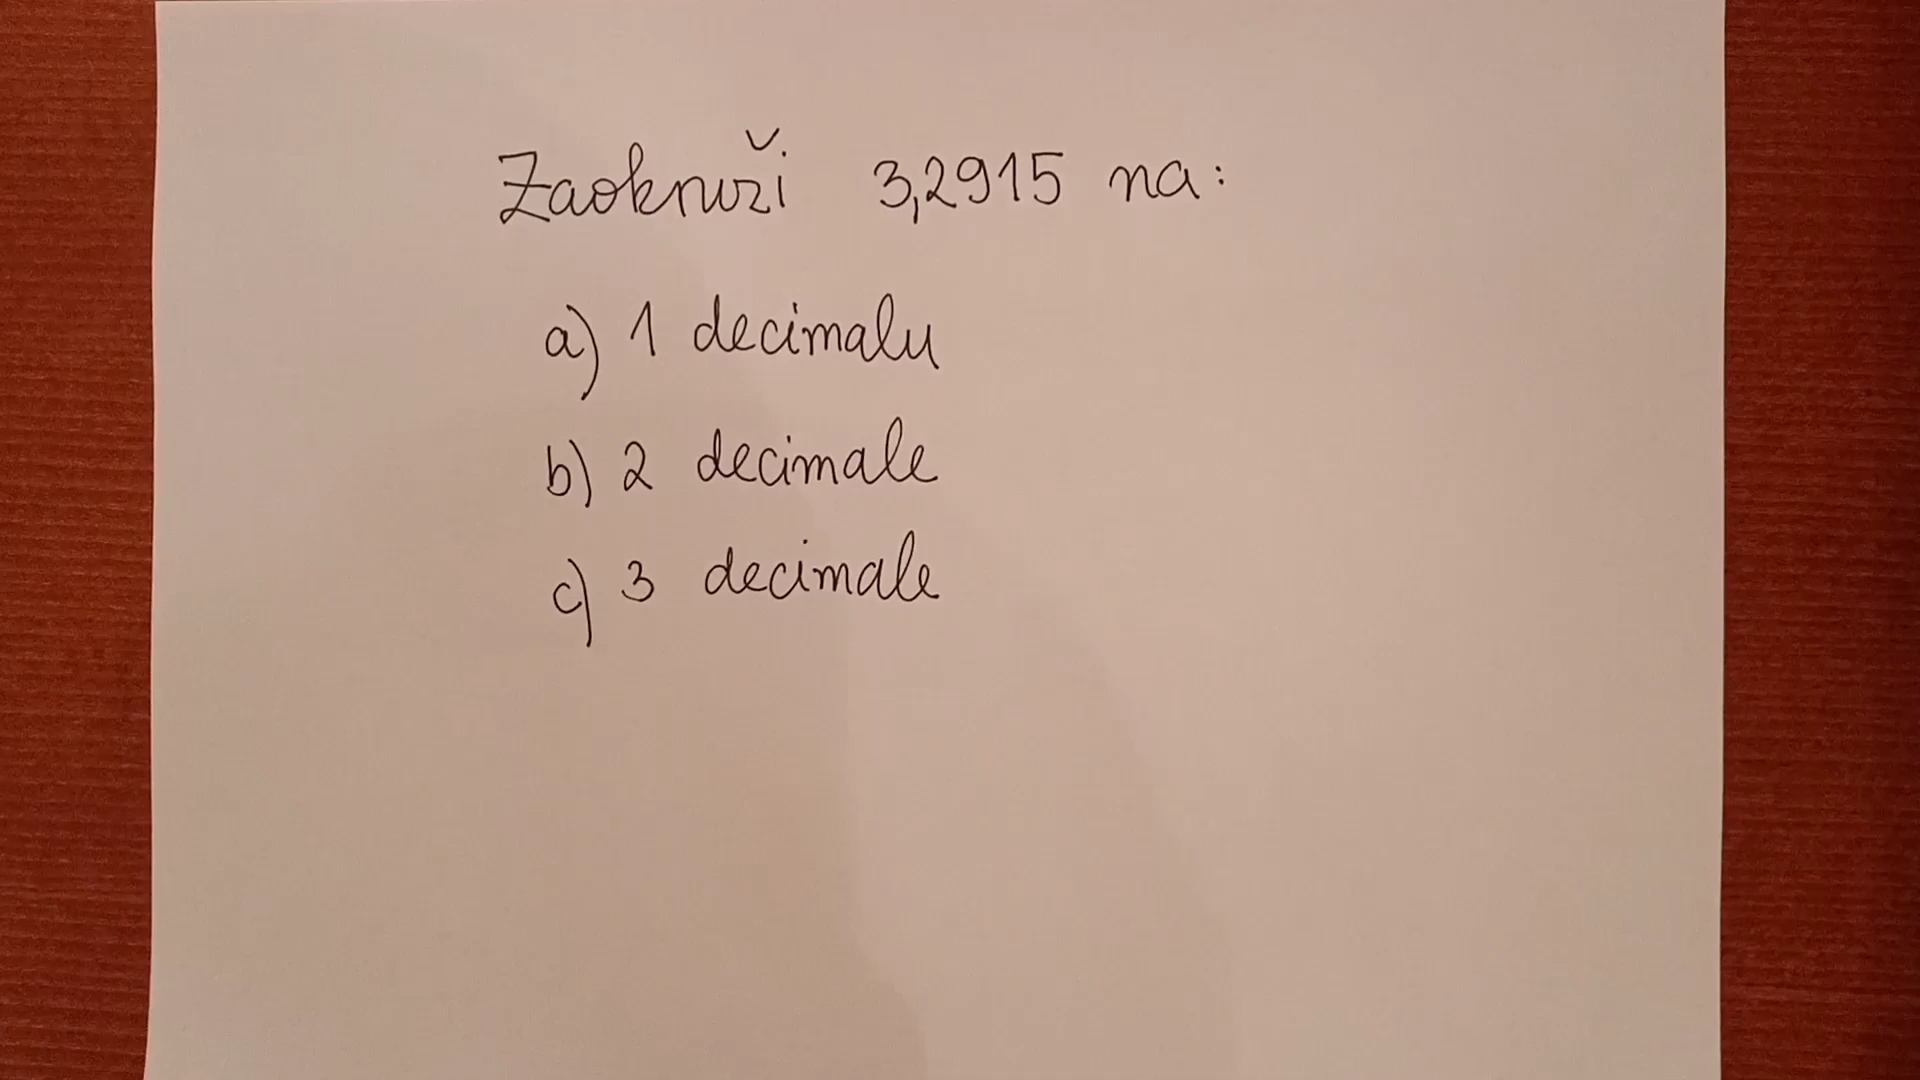 Zaokruži 3,2915 na:
a) 1 decimalu
b) 2 decimale
c) 3 decimale